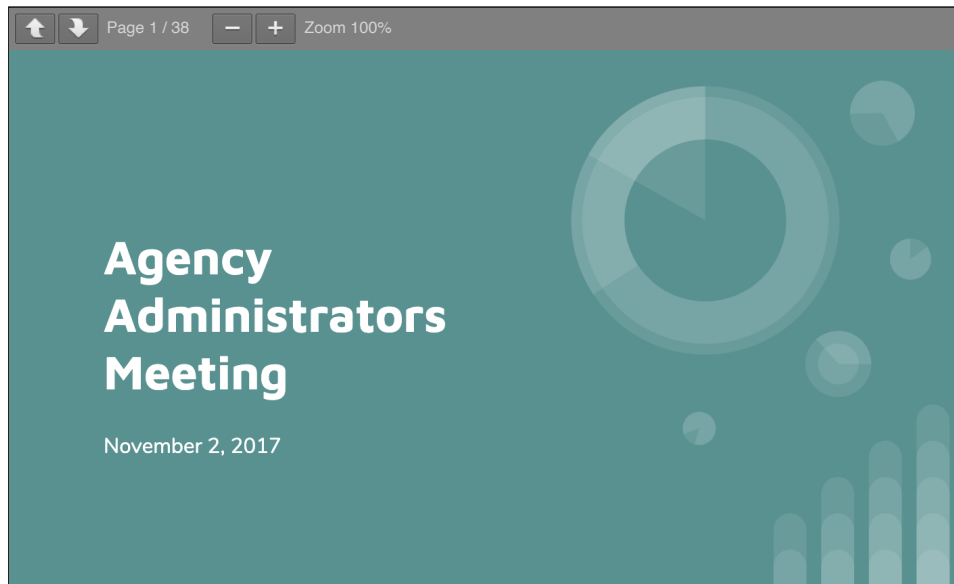 Page 1 / 38
Zoom 100%
Agency
Administrators
Meeting
November 2, 2017